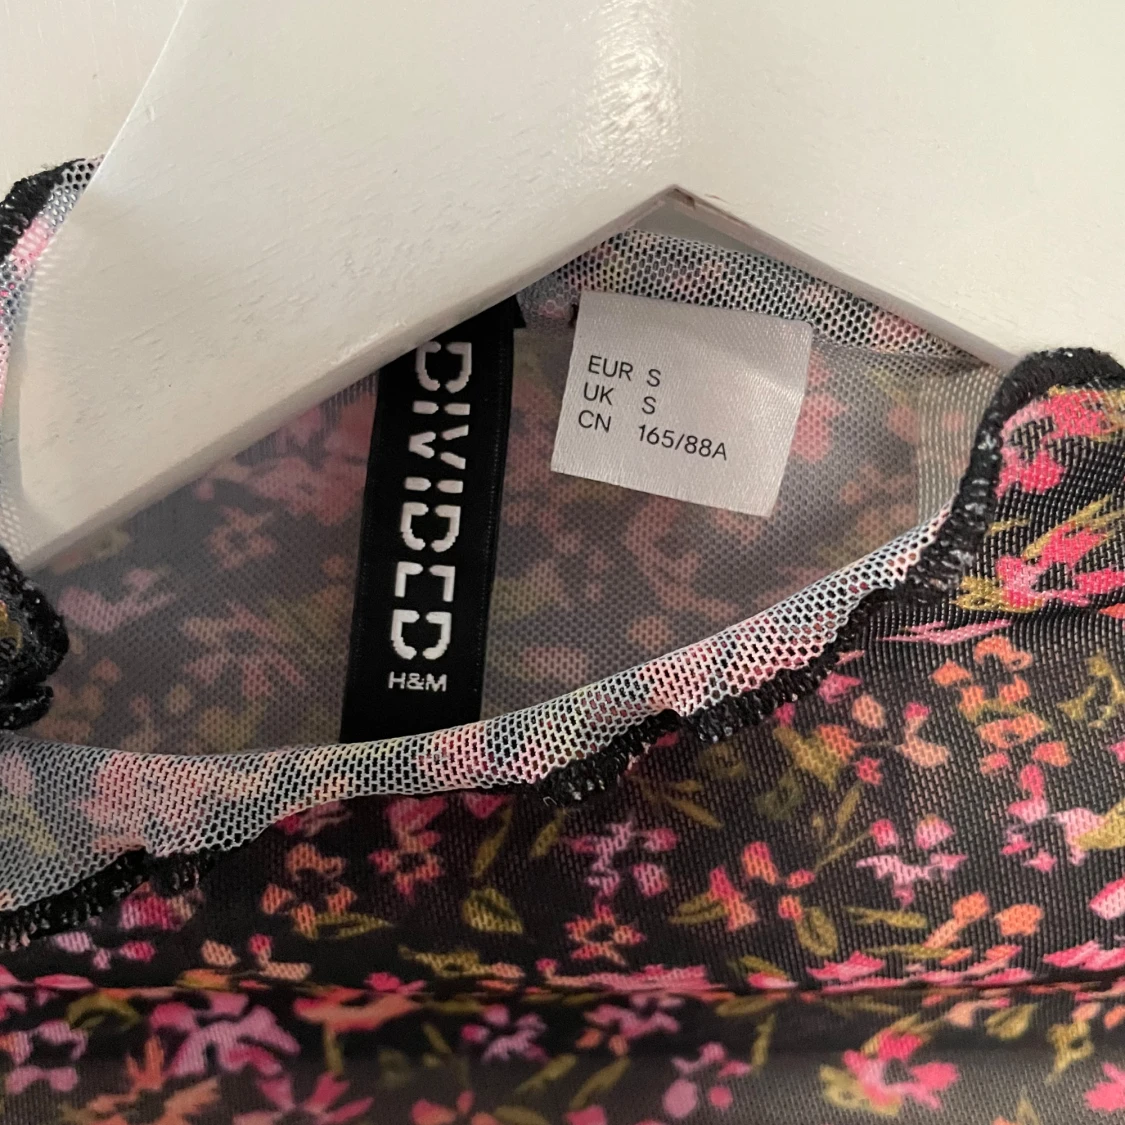 DIVIDED
H&M
EUR S
UK S
CN 165/88A